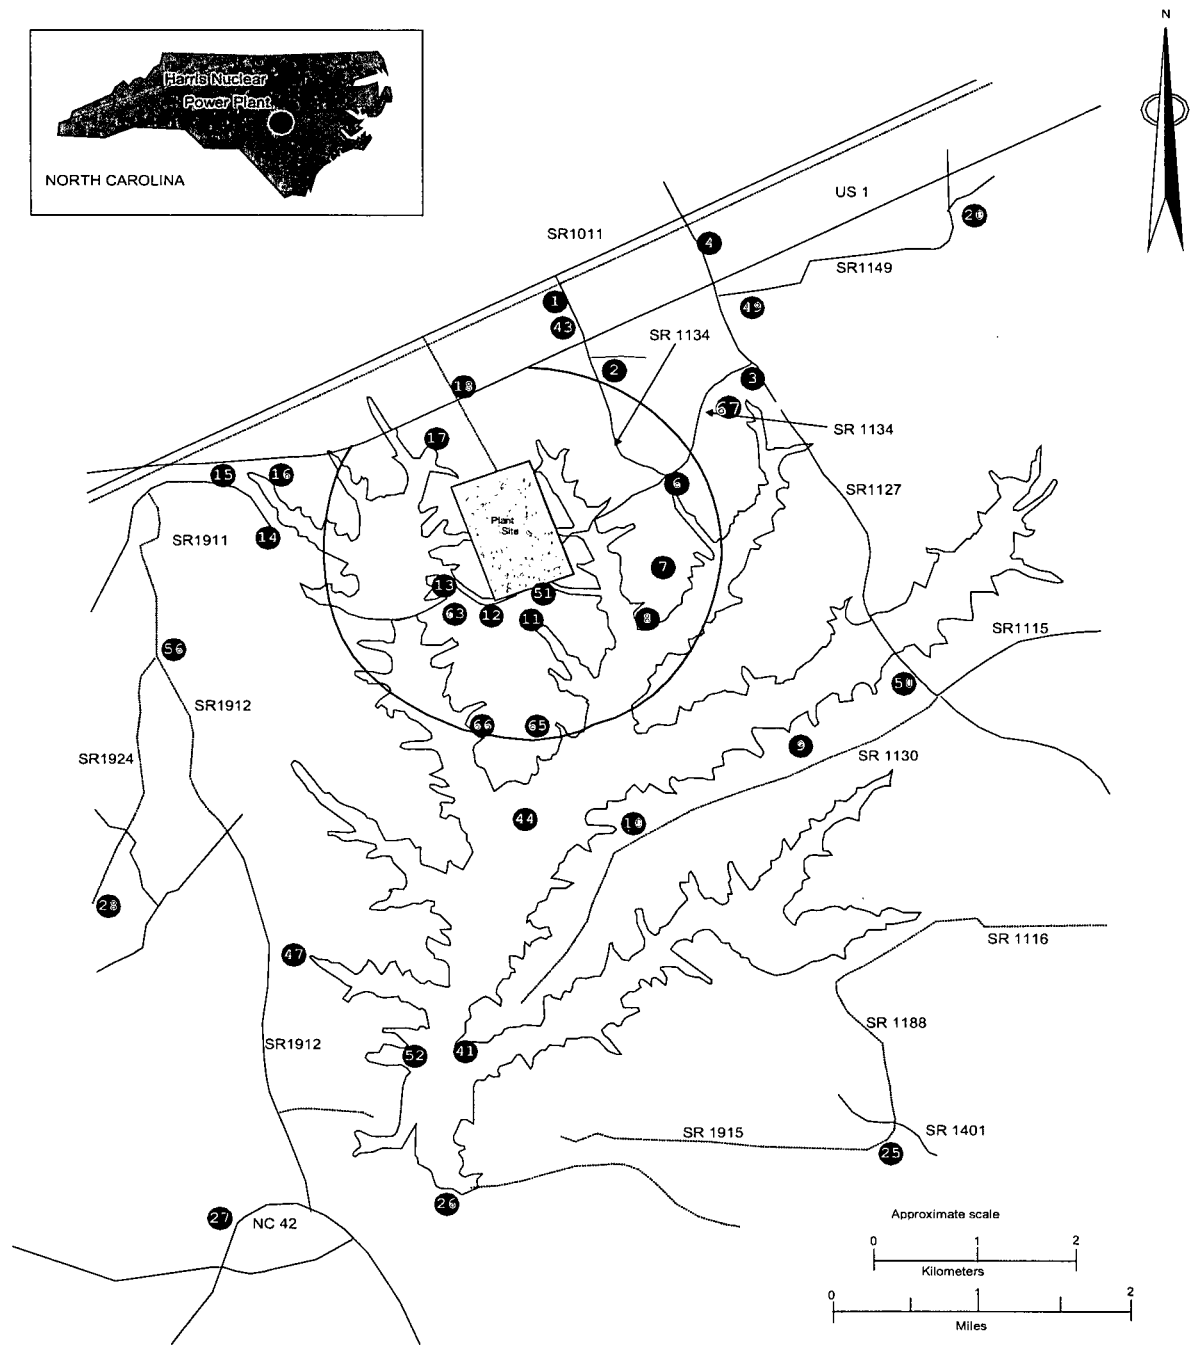 N
Harris Nuclear
Power Plant
NORTH CAROLINA
US 1
20
SR1011
4
SR1149
1
49
43
SR 1134
2
18
3
67
17
SR 1134
15
16
6
SR1127
Plant
Site
14
SR1911
7
13
51
63
12
11
8
SR1115
56
50
SR1912
66
65
9
SR 1130
SR1924
44
10
28
47
SR 1116
SR 1188
SR1912
52
41
SR 1915
SR 1401
25
26
27
NC 42
Approximate scale
0 1 2
Kilometers
0 1 2
Miles